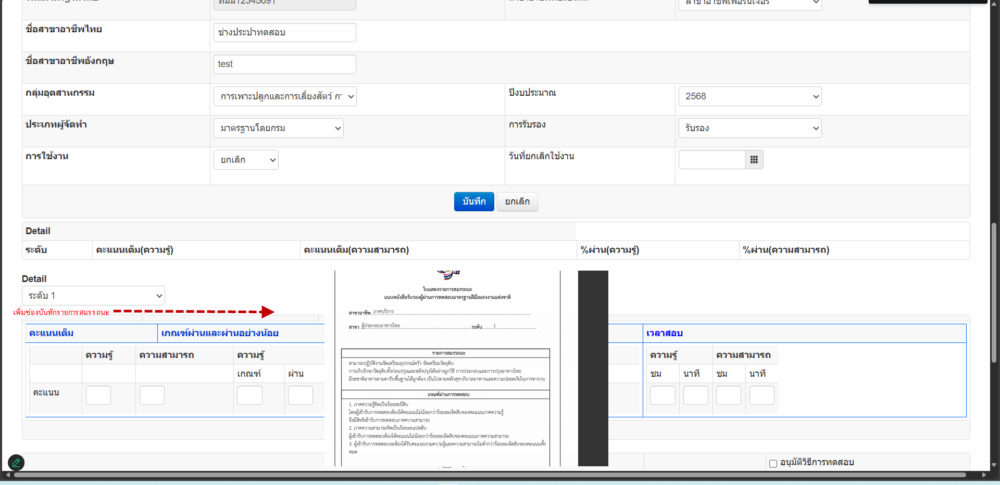 ทมม12345691
สาขาอาชีพเฟอร์นิเจอร์
ชื่อสาขาอาชีพไทย ช่างประปาทดสอบ
ชื่อสาขาอาชีพอังกฤษ test
กลุ่มอุตสาหกรรม การเพาะปลูกและการเลี้ยงสัตว์ ปีงบประมาณ 2568
ประเภทผู้จัดทำ มาตรฐานโดยกรม การรับรอง รับรอง
การใช้งาน ยกเลิก วันที่ยกเลิกใช้งาน
บันทึก ยกเลิก
Detail
ระดับ คะแนนเต็ม(ความรู้) คะแนนเต็ม(ความสามารถ) %ผ่าน(ความรู้) %ผ่าน(ความสามารถ)
Detail
ระดับ 1
เพิ่มช่องบันทึกรายการสมรรถนะ
คะแนนเต็ม เกณฑ์ผ่านและผ่านอย่างน้อย เวลาสอบ
ความรู้ ความสามารถ ความรู้ ความรู้ ความสามารถ
เกณฑ์ ผ่าน ชม นาที ชม นาที
คะแนน
ใบแสดงรายการสมรรถนะ
แนบหนังสือรับรองผู้ผ่านการทดสอบมาตรฐานฝีมือแรงงานแห่งชาติ
สาขาอาชีพ ภาคบริการ
สาขา ผู้ประกอบอาหารไทย ระดับ 1
รายการสมรรถนะ
สามารถปฏิบัติงานจัดเตรียมอุปกรณ์ครัว จัดเตรียมวัตถุดิบ
การเก็บรักษาวัตถุดิบทั้งก่อนปรุงและหลังปรุงได้อย่างถูกวิธี การประกอบและการปรุงอาหารไทย
มีรสชาติอาหารตามตำรับพื้นฐานได้ถูกต้อง เป็นไปตามหลักสุขาภิบาลอาหารและความปลอดภัยในการทางาน
เกณฑ์ผ่านการทดสอบ
1. ภาคความรู้คิดเป็นร้อยละยี่สิบ
โดยผู้เข้ารับการทดสอบต้องได้คะแนนไม่น้อยกว่าร้อยละเจ็ดสิบของคะแนนภาคความรู้
จึงมีสิทธิเข้ารับการทดสอบภาคความสามารถ
2. ภาคความสามารถคิดเป็นร้อยละแปดสิบ
ผู้เข้ารับการทดสอบต้องได้คะแนนไม่น้อยกว่าร้อยละเจ็ดสิบของคะแนนภาคความสามารถ
3. ผู้เข้ารับการทดสอบจะต้องได้รับคะแนนรวมความรู้และความสามารถไม่ต่ำกว่าร้อยละเจ็ดสิบของคะแนนทั้ง
หมด
อนุมัติวิธีการทดสอบ